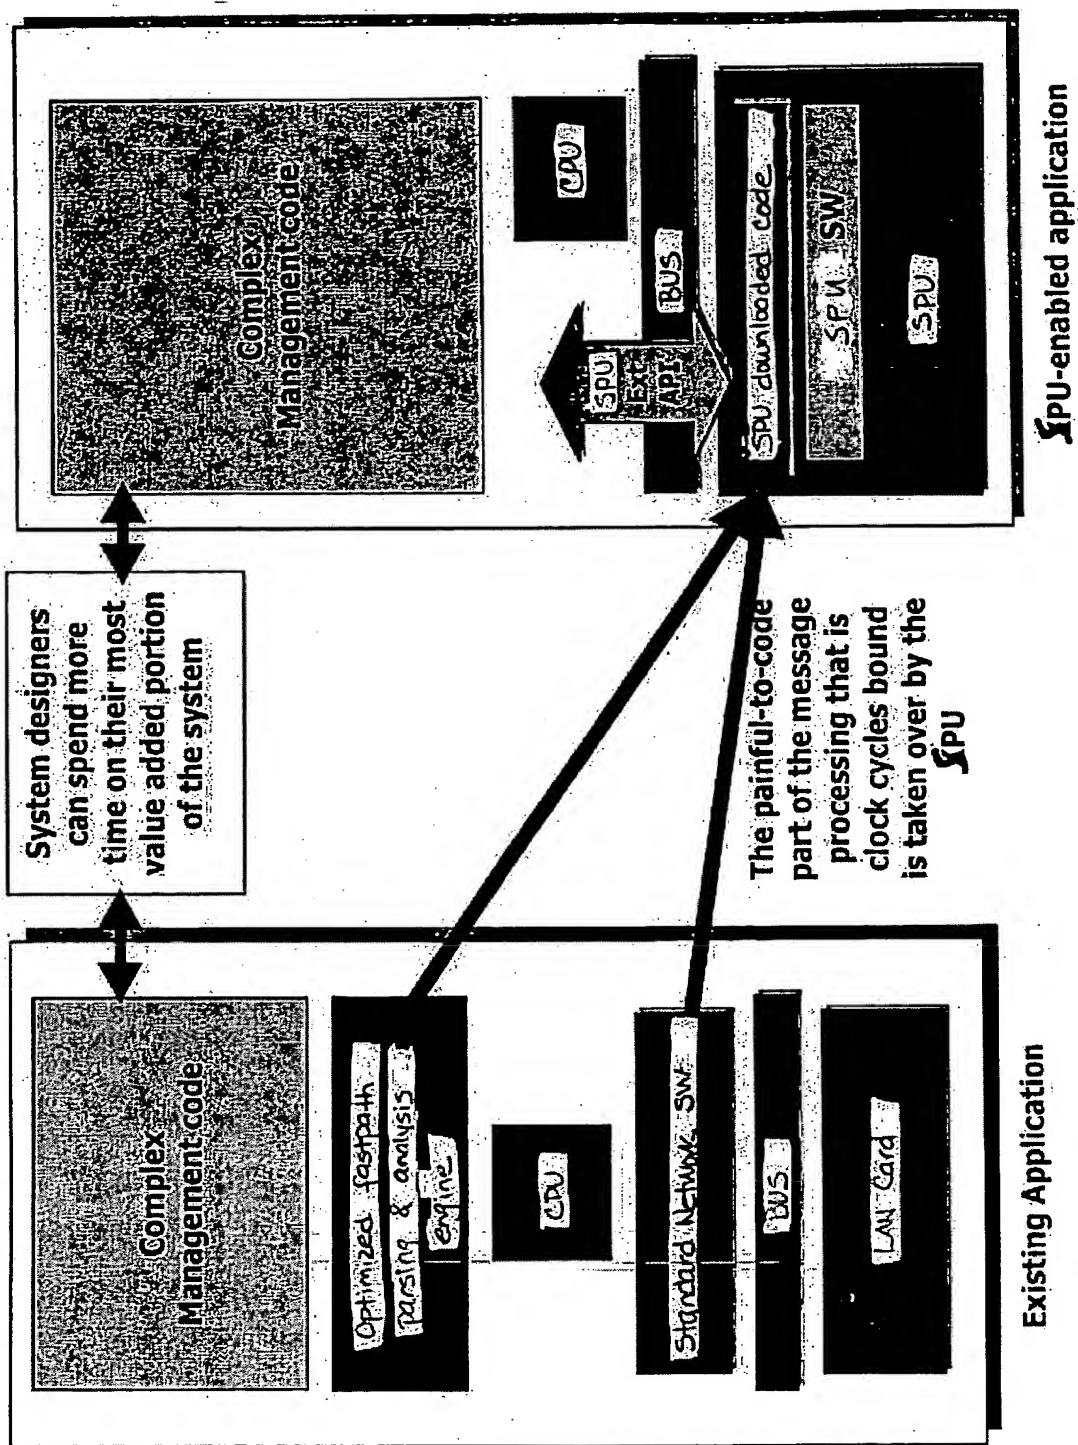 Complex
Management code
Optimized fastpath
parsing & analysis
engine
CPU
Standard Network SW
BUS
LAN Card
Existing Application
System designers
can spend more
time on their most
value added portion
of the system
The painful-to-code
part of the message
processing that is
clock cycles bound
is taken over by the
SPU
Complex
Management code
CPU
SPU
Ext
API
BUS
SPU downloaded code
SPU SW
SPU
SPU-enabled application